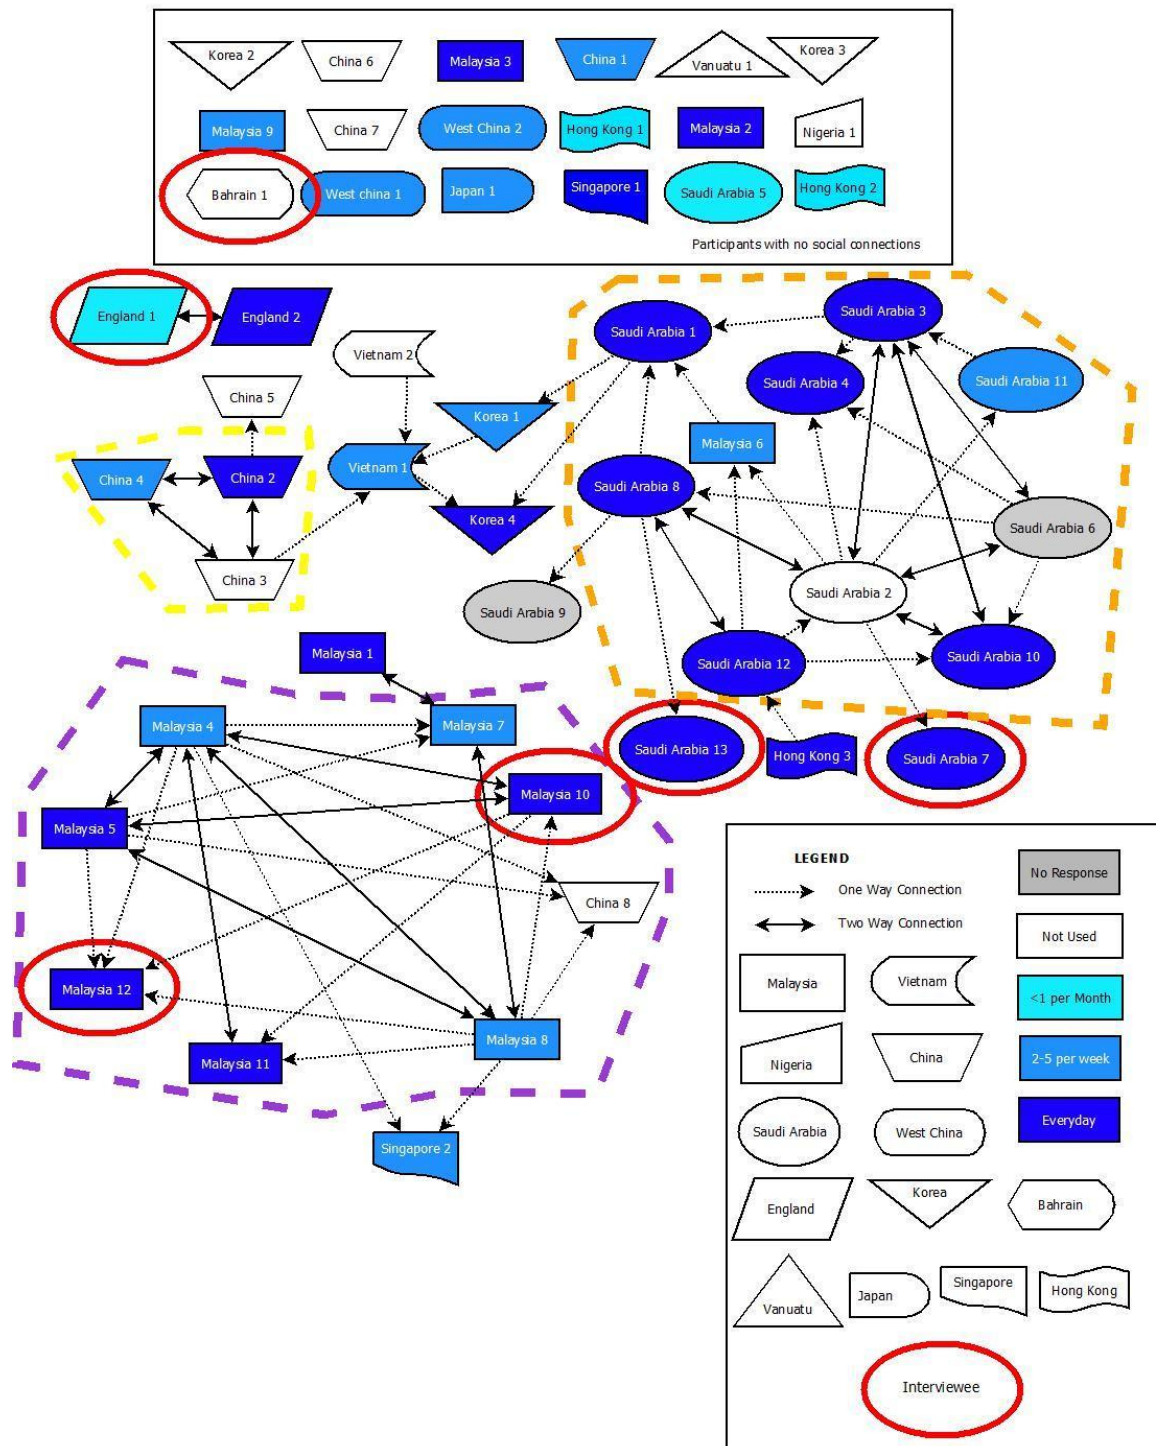 Korea 2
China 6
Malaysia 3
China 1
Vanuatu 1
Korea 3
Malaysia 9
China 7
West China 2
Hong Kong 1
Malaysia 2
Nigeria 1
Bahrain 1
West china 1
Japan 1
Singapore 1
Saudi Arabia 5
Hong Kong 2
Participants with no social connections
England 1
England 2
Vietnam 2
China 5
China 4
China 2
China 3
Vietnam 1
Korea 1
Korea 4
Saudi Arabia 1
Saudi Arabia 3
Saudi Arabia 4
Saudi Arabia 11
Malaysia 6
Saudi Arabia 8
Saudi Arabia 6
Saudi Arabia 2
Saudi Arabia 9
Saudi Arabia 12
Saudi Arabia 10
Saudi Arabia 13
Hong Kong 3
Saudi Arabia 7
Malaysia 1
Malaysia 4
Malaysia 7
Malaysia 10
Malaysia 5
China 8
Malaysia 12
Malaysia 11
Malaysia 8
Singapore 2
LEGEND
One Way Connection
Two Way Connection
No Response
Not Used
<1 per Month
2-5 per week
Everyday
Malaysia
Vietnam
Nigeria
China
Saudi Arabia
West China
England
Korea
Bahrain
Vanuatu
Japan
Singapore
Hong Kong
Interviewee